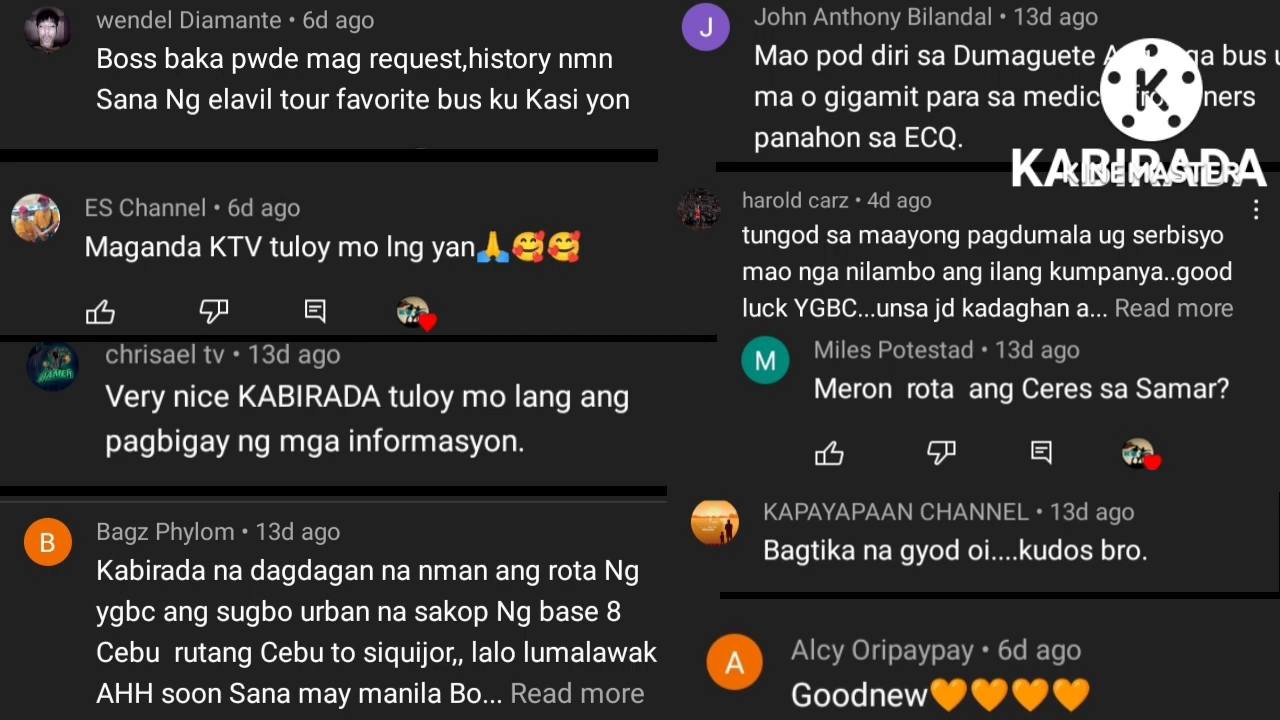 wendel Diamante • 6d ago
Boss baka pwde mag request,history nmn
Sana Ng elavil tour favorite bus ku Kasi yon
ES Channel • 6d ago
Maganda KTV tuloy mo lng yan🙏🥰🥰
chrisael tv • 13d ago
Very nice KABIRADA tuloy mo lang ang
pagbigay ng mga informasyon.
B
Bagz Phylom • 13d ago
Kabirada na dagdagan na nman ang rota Ng
ygbc ang sugbo urban na sakop Ng base 8
Cebu rutang Cebu to siquijor,, lalo lumalawak
AHH soon Sana may manila Bo... Read more
J
John Anthony Bilandal • 13d ago
Mao pod diri sa Dumaguete bus
ma o gigamit para sa
panahon sa ECQ.
K
KABIRADA
KINEMASTER
harold carz • 4d ago
tungod sa maayong pagdumala ug serbisyo
mao nga nilambo ang ilang kumpanya..good
luck YGBC...unsa jd kadaghan a... Read more
M
Miles Potestad • 13d ago
Meron rota ang Ceres sa Samar?
KAPAYAPAAN CHANNEL • 13d ago
Bagtika na gyod oi....kudos bro.
A
Alcy Oripaypay • 6d ago
Goodnew🧡🧡🧡🧡